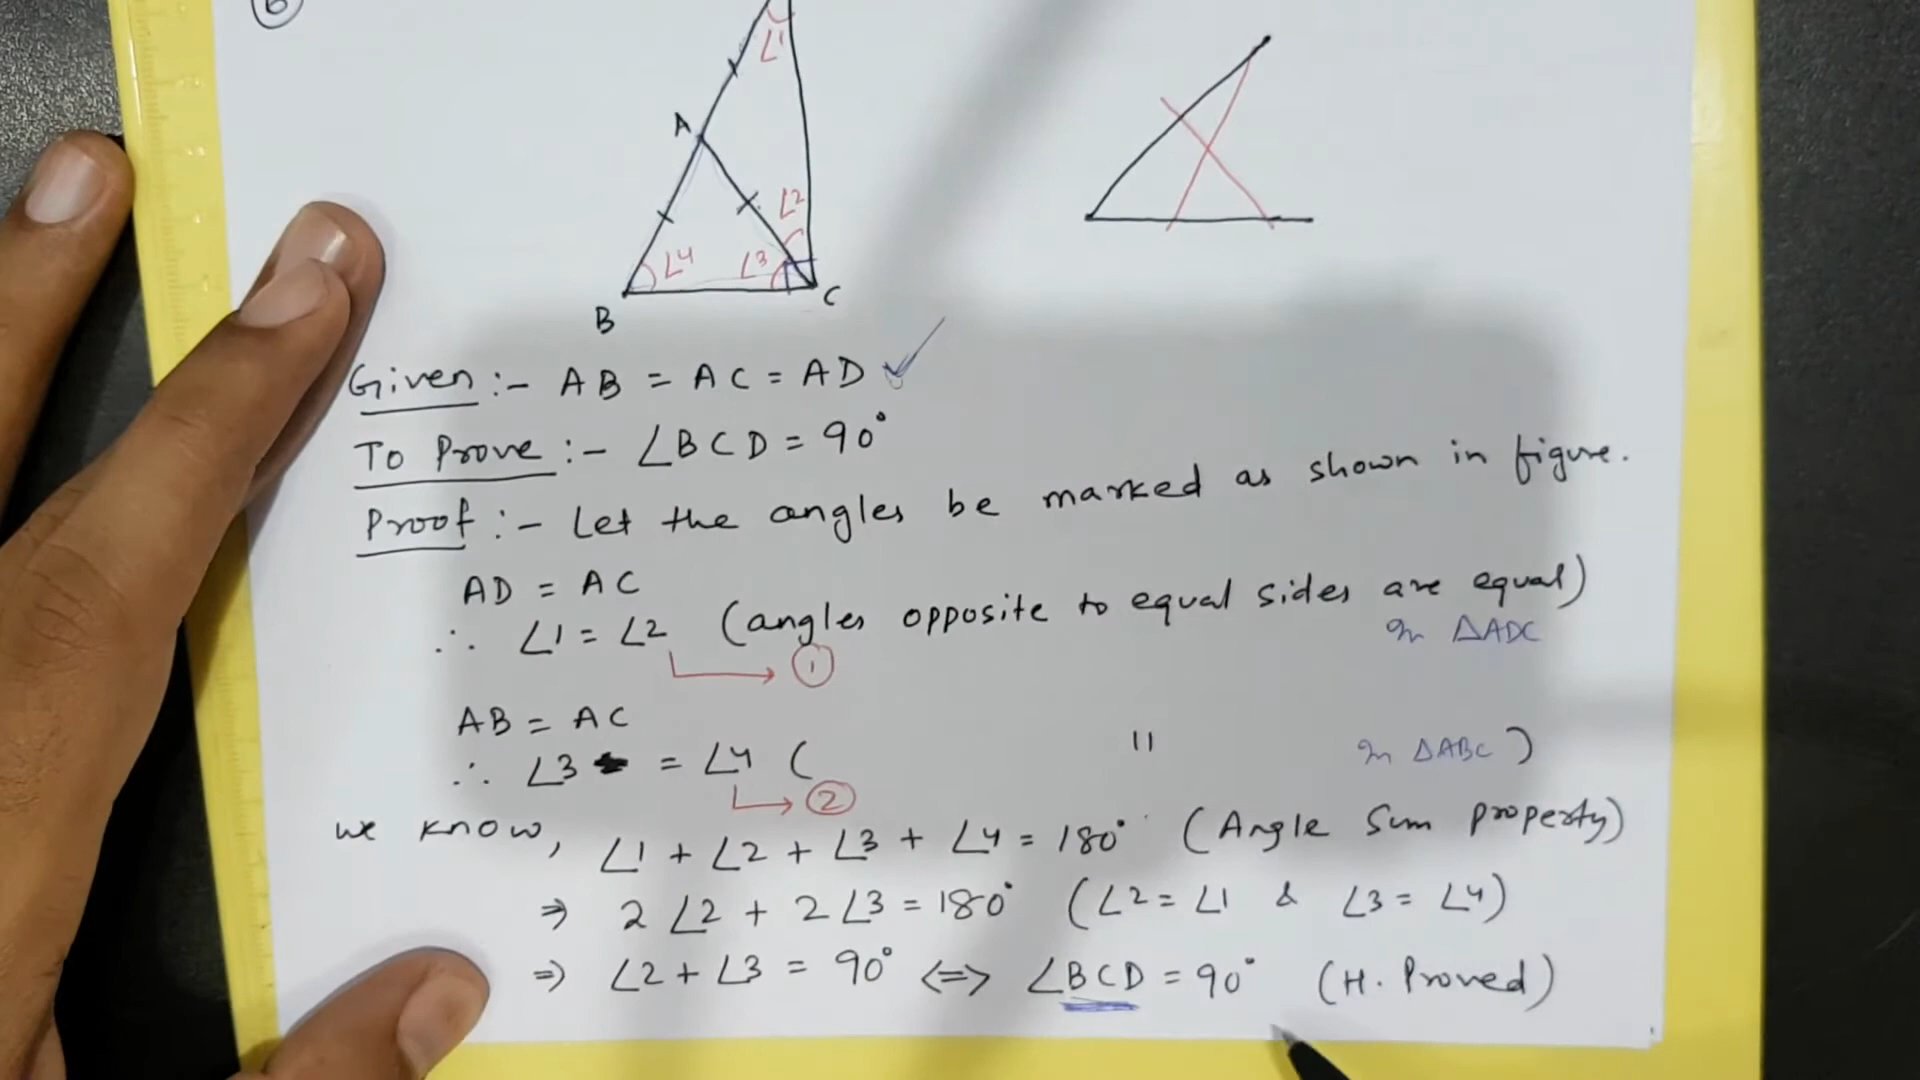 6
∠1
A
∠2
∠4 ∠3
B C
Given :- AB = AC = AD
To Prove :- ∠BCD = 90°
Proof :- Let the angles be marked as shown in figure.
AD = AC
∴ ∠1 = ∠2 (angles opposite to equal sides are equal)
In ΔADC
1
AB = AC
∴ ∠3 = ∠4 ( " In ΔABC )
2
we know, ∠1 + ∠2 + ∠3 + ∠4 = 180° (Angle Sum property)
⇒ 2∠2 + 2∠3 = 180° (∠2 = ∠1 & ∠3 = ∠4)
⇒ ∠2 + ∠3 = 90° <=> ∠BCD = 90° (H. Proved)